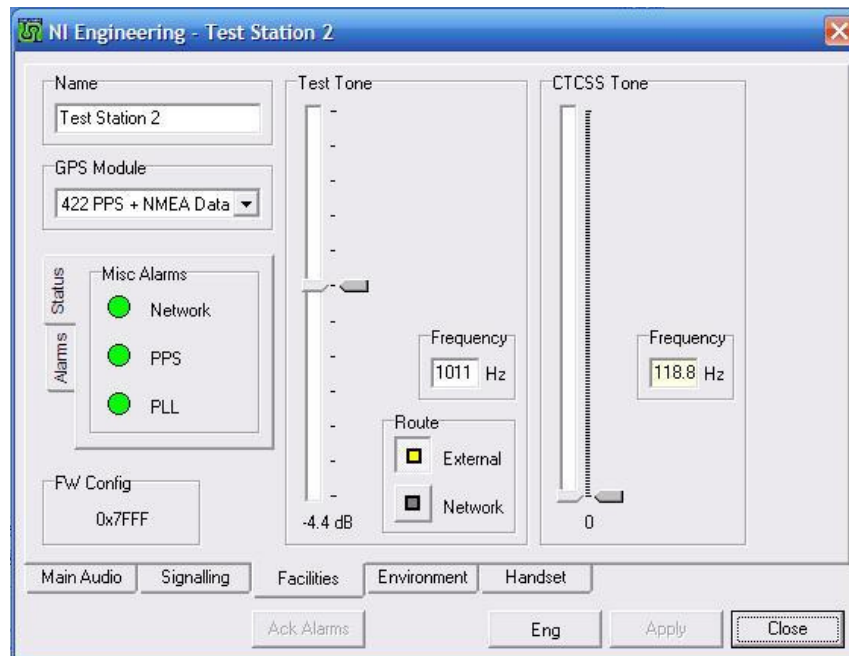 NI Engineering - Test Station 2
Name
Test Station 2
GPS Module
422 PPS + NMEA Data
Status
Alarms
Misc Alarms
Network
PPS
PLL
FW Config
0x7FFF
Test Tone
-4.4 dB
Frequency
1011 Hz
Route
External
Network
CTCSS Tone
0
Frequency
118.8 Hz
Main Audio
Signalling
Facilities
Environment
Handset
Ack Alarms
Eng
Apply
Close